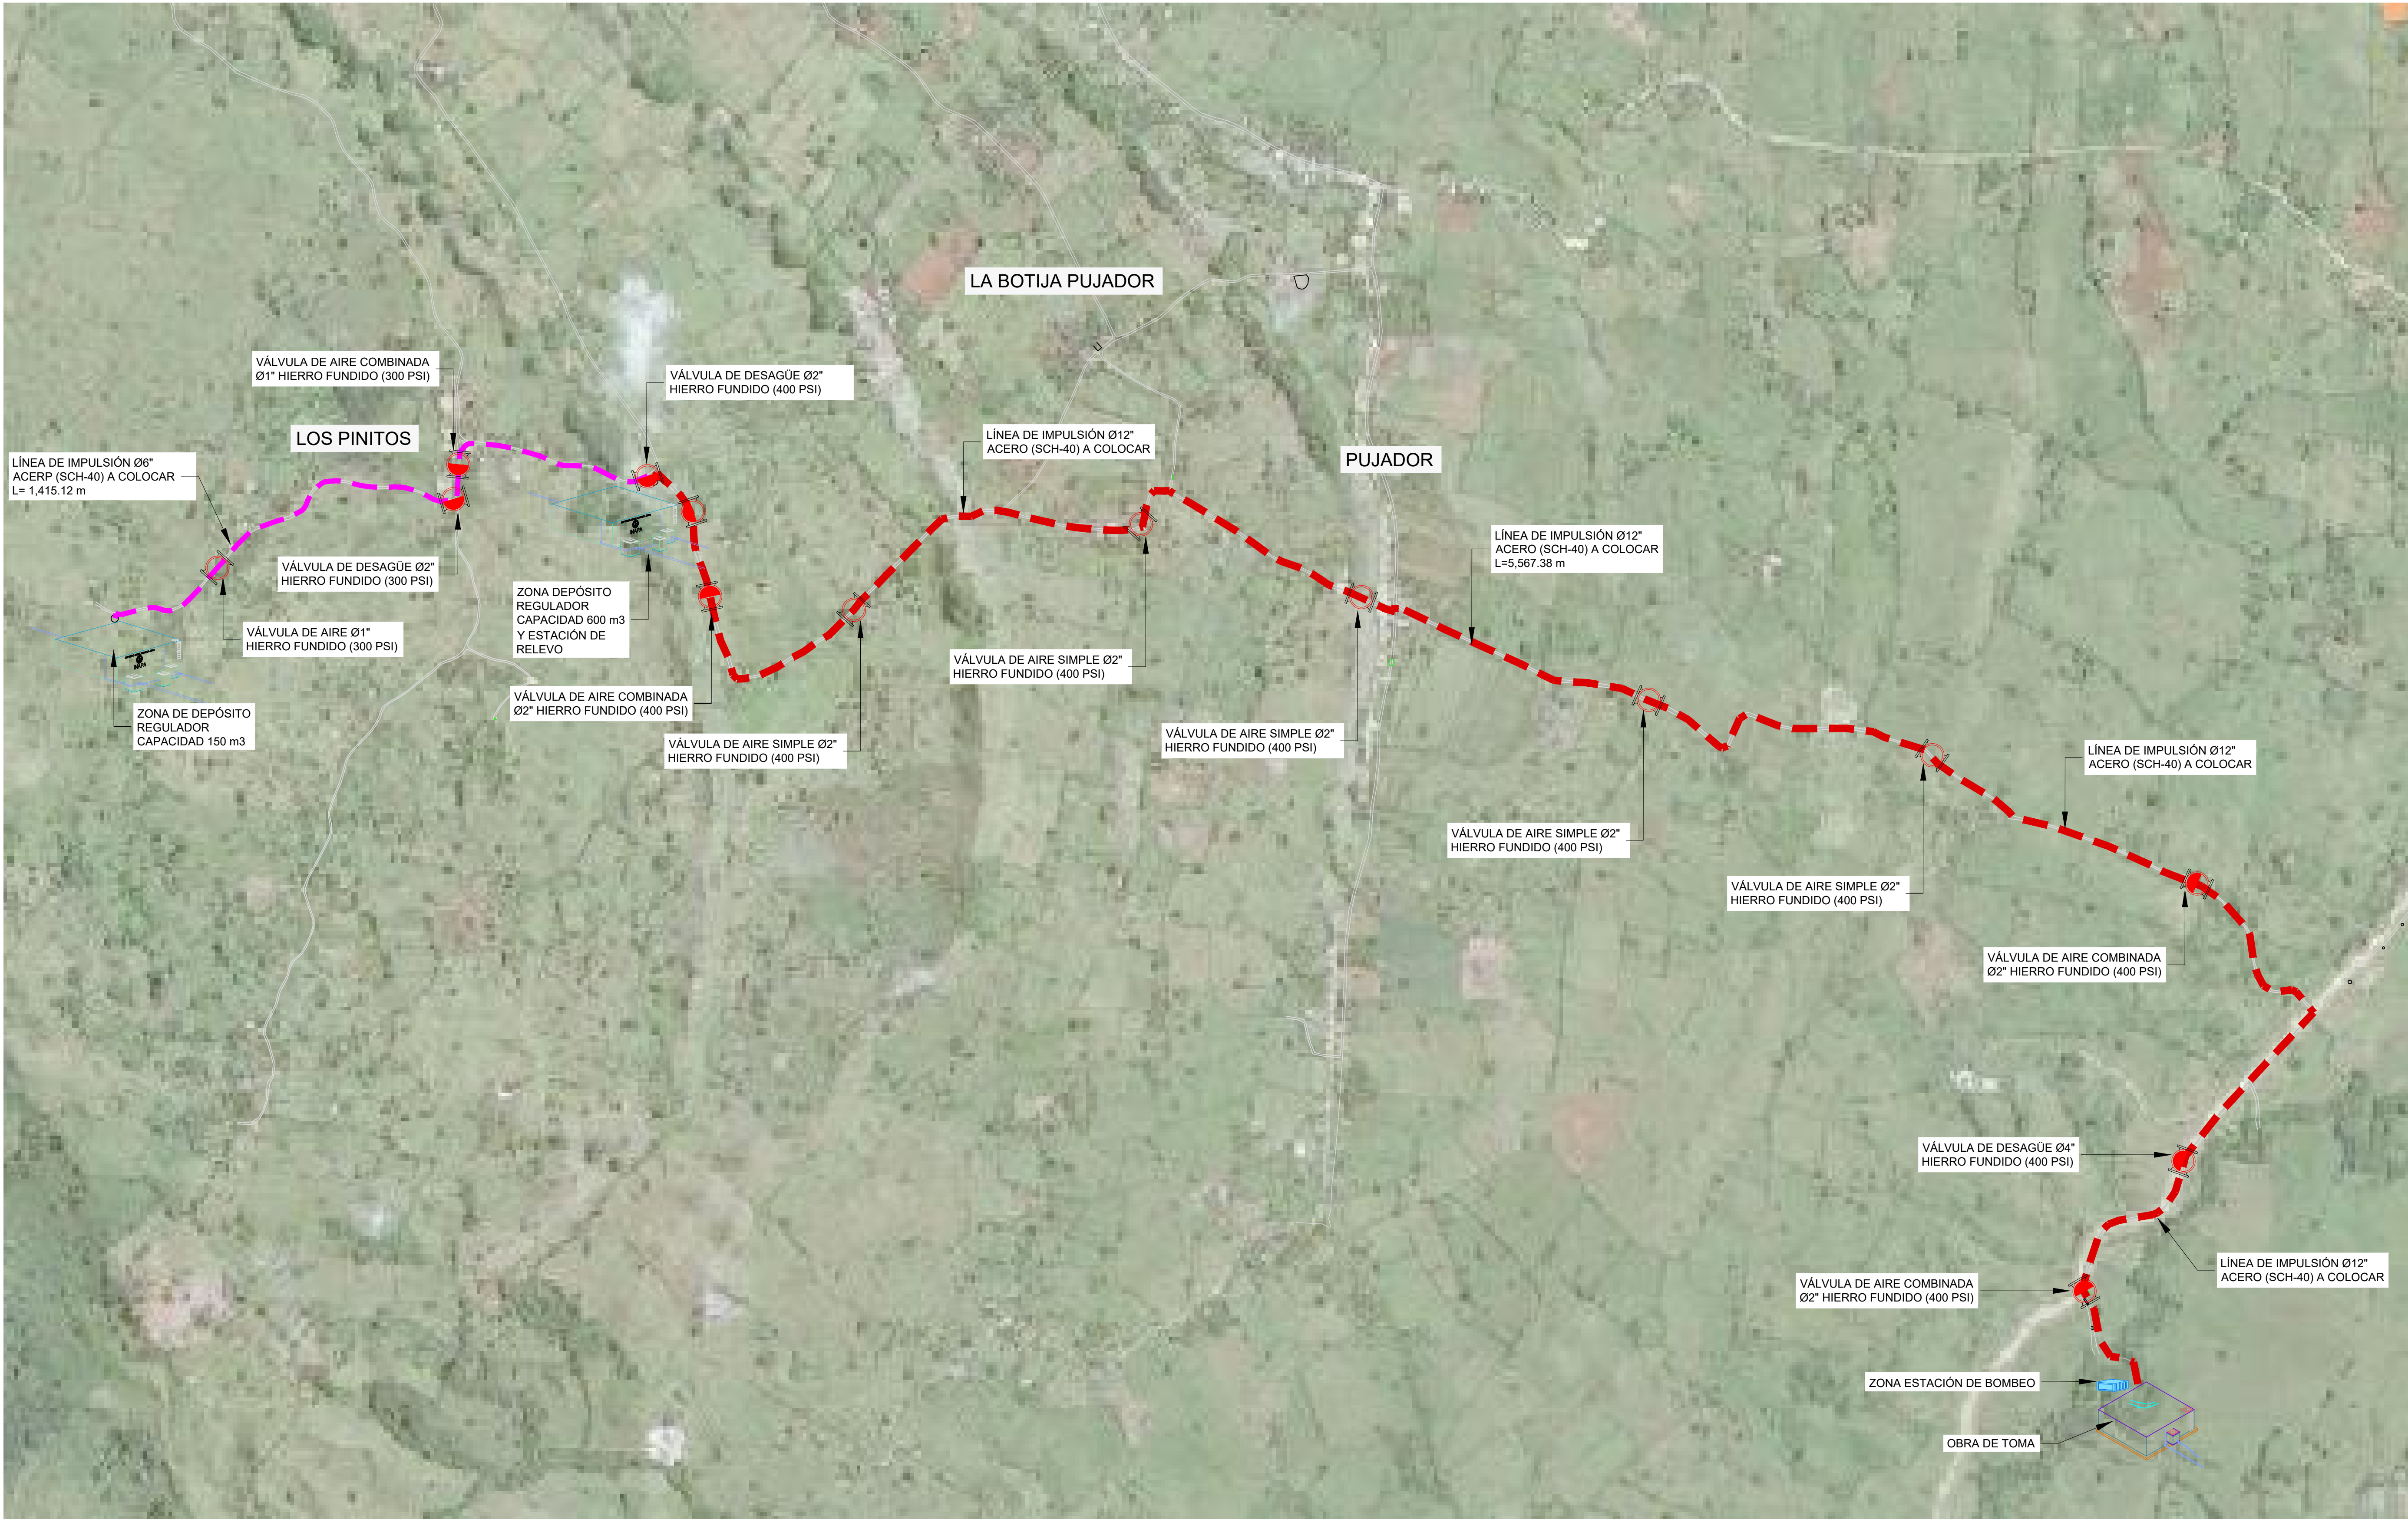 LA BOTIJA PUJADOR
VÁLVULA DE AIRE COMBINADA
Ø1" HIERRO FUNDIDO (300 PSI)
VÁLVULA DE DESAGÜE Ø2"
HIERRO FUNDIDO (400 PSI)
LOS PINITOS
LÍNEA DE IMPULSIÓN Ø12"
ACERO (SCH-40) A COLOCAR
PUJADOR
LÍNEA DE IMPULSIÓN Ø6"
ACERP (SCH-40) A COLOCAR
L= 1,415.12 m
VÁLVULA DE DESAGÜE Ø2"
HIERRO FUNDIDO (300 PSI)
INAPA
LÍNEA DE IMPULSIÓN Ø12"
ACERO (SCH-40) A COLOCAR
L=5,567.38 m
ZONA DEPÓSITO
REGULADOR
CAPACIDAD 600 m3
Y ESTACIÓN DE
RELEVO
VÁLVULA DE AIRE Ø1"
HIERRO FUNDIDO (300 PSI)
INAPA
VÁLVULA DE AIRE SIMPLE Ø2"
HIERRO FUNDIDO (400 PSI)
VÁLVULA DE AIRE COMBINADA
Ø2" HIERRO FUNDIDO (400 PSI)
ZONA DE DEPÓSITO
REGULADOR
CAPACIDAD 150 m3
VÁLVULA DE AIRE SIMPLE Ø2"
HIERRO FUNDIDO (400 PSI)
VÁLVULA DE AIRE SIMPLE Ø2"
HIERRO FUNDIDO (400 PSI)
LÍNEA DE IMPULSIÓN Ø12"
ACERO (SCH-40) A COLOCAR
VÁLVULA DE AIRE SIMPLE Ø2"
HIERRO FUNDIDO (400 PSI)
VÁLVULA DE AIRE SIMPLE Ø2"
HIERRO FUNDIDO (400 PSI)
VÁLVULA DE AIRE COMBINADA
Ø2" HIERRO FUNDIDO (400 PSI)
VÁLVULA DE DESAGÜE Ø4"
HIERRO FUNDIDO (400 PSI)
LÍNEA DE IMPULSIÓN Ø12"
ACERO (SCH-40) A COLOCAR
VÁLVULA DE AIRE COMBINADA
Ø2" HIERRO FUNDIDO (400 PSI)
ZONA ESTACIÓN DE BOMBEO
OBRA DE TOMA